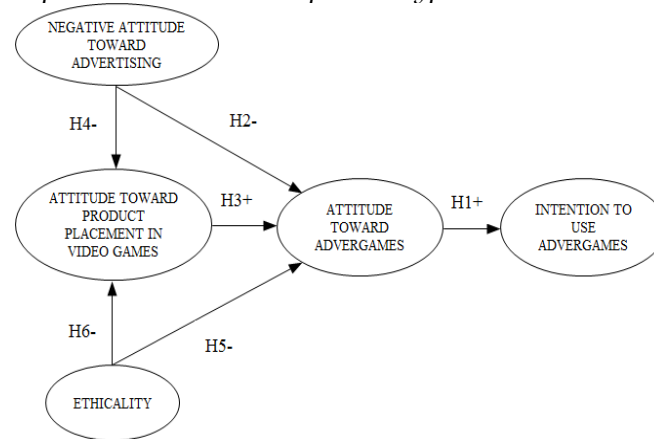 NEGATIVE ATTITUDE
TOWARD
ADVERTISING
H4-
H2-
ATTITUDE TOWARD
PRODUCT
PLACEMENT IN
VIDEO GAMES
H3+
ATTITUDE
TOWARD
ADVERGAMES
H1+
INTENTION TO
USE
ADVERGAMES
H6-
H5-
ETHICALITY